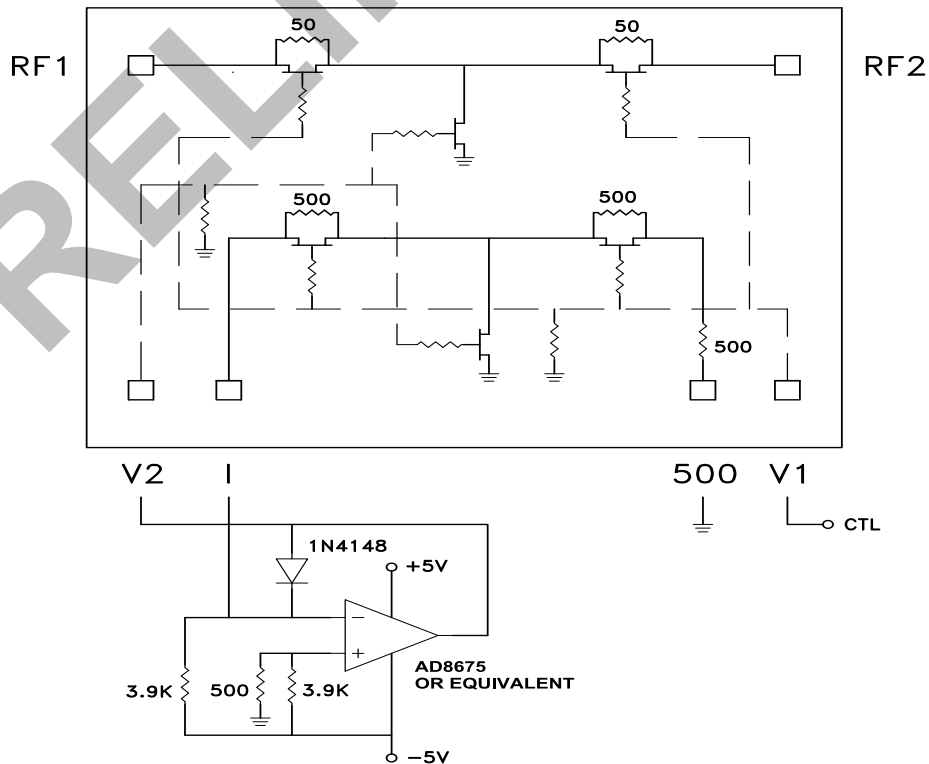 50
50
RF1
RF2
500
500
500
V2
I
500
V1
CTL
1N4148
+5V
3.9K
500
3.9K
AD8675
OR EQUIVALENT
−5V
RELI